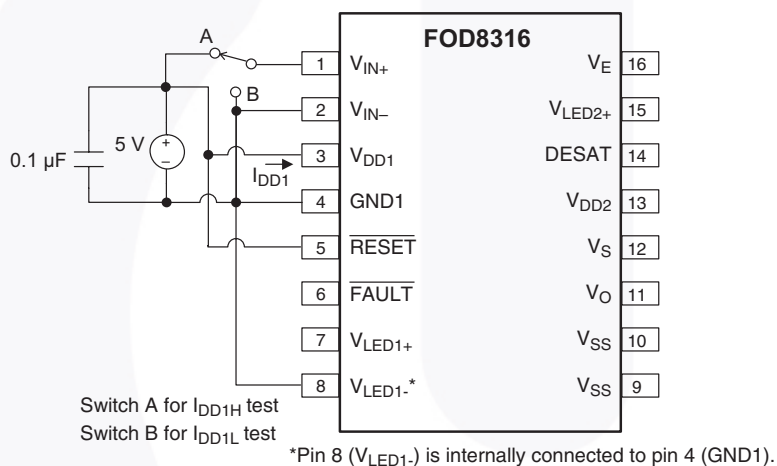 FOD8316
A
B
0.1 µF
5 V
+
–
I_DD1
1 V_IN+
2 V_IN–
3 V_DD1
4 GND1
5 R̅E̅S̅E̅T̅
6 F̅A̅U̅L̅T̅
7 V_LED1+
8 V_LED1-*
V_E 16
V_LED2+ 15
DESAT 14
V_DD2 13
V_S 12
V_O 11
V_SS 10
V_SS 9
Switch A for I_DD1H test
Switch B for I_DD1L test
*Pin 8 (V_LED1-) is internally connected to pin 4 (GND1).